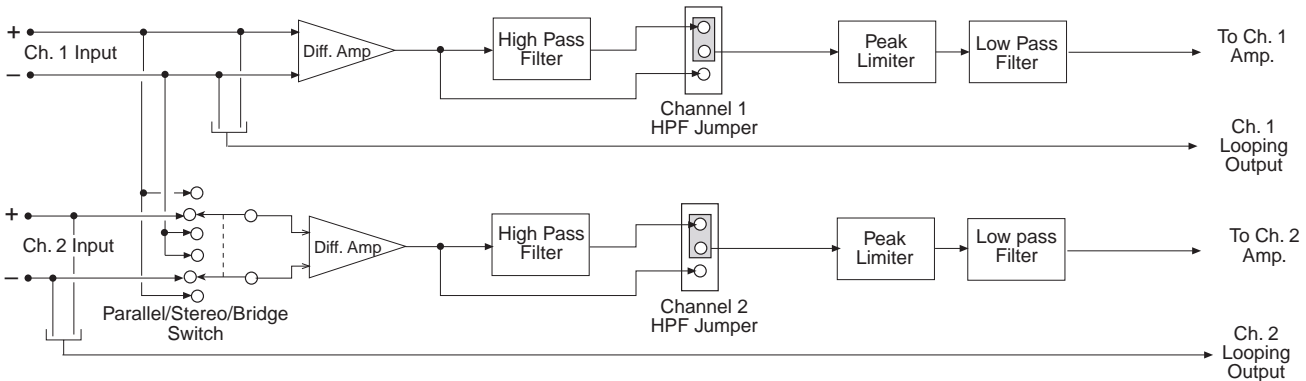 +
Ch. 1 Input
–
Diff. Amp
High Pass
Filter
Channel 1
HPF Jumper
Peak
Limiter
Low Pass
Filter
To Ch. 1
Amp.
Ch. 1
Looping
Output
+
Ch. 2 Input
–
Parallel/Stereo/Bridge
Switch
Diff. Amp
High Pass
Filter
Channel 2
HPF Jumper
Peak
Limiter
Low pass
Filter
To Ch. 2
Amp.
Ch. 2
Looping
Output